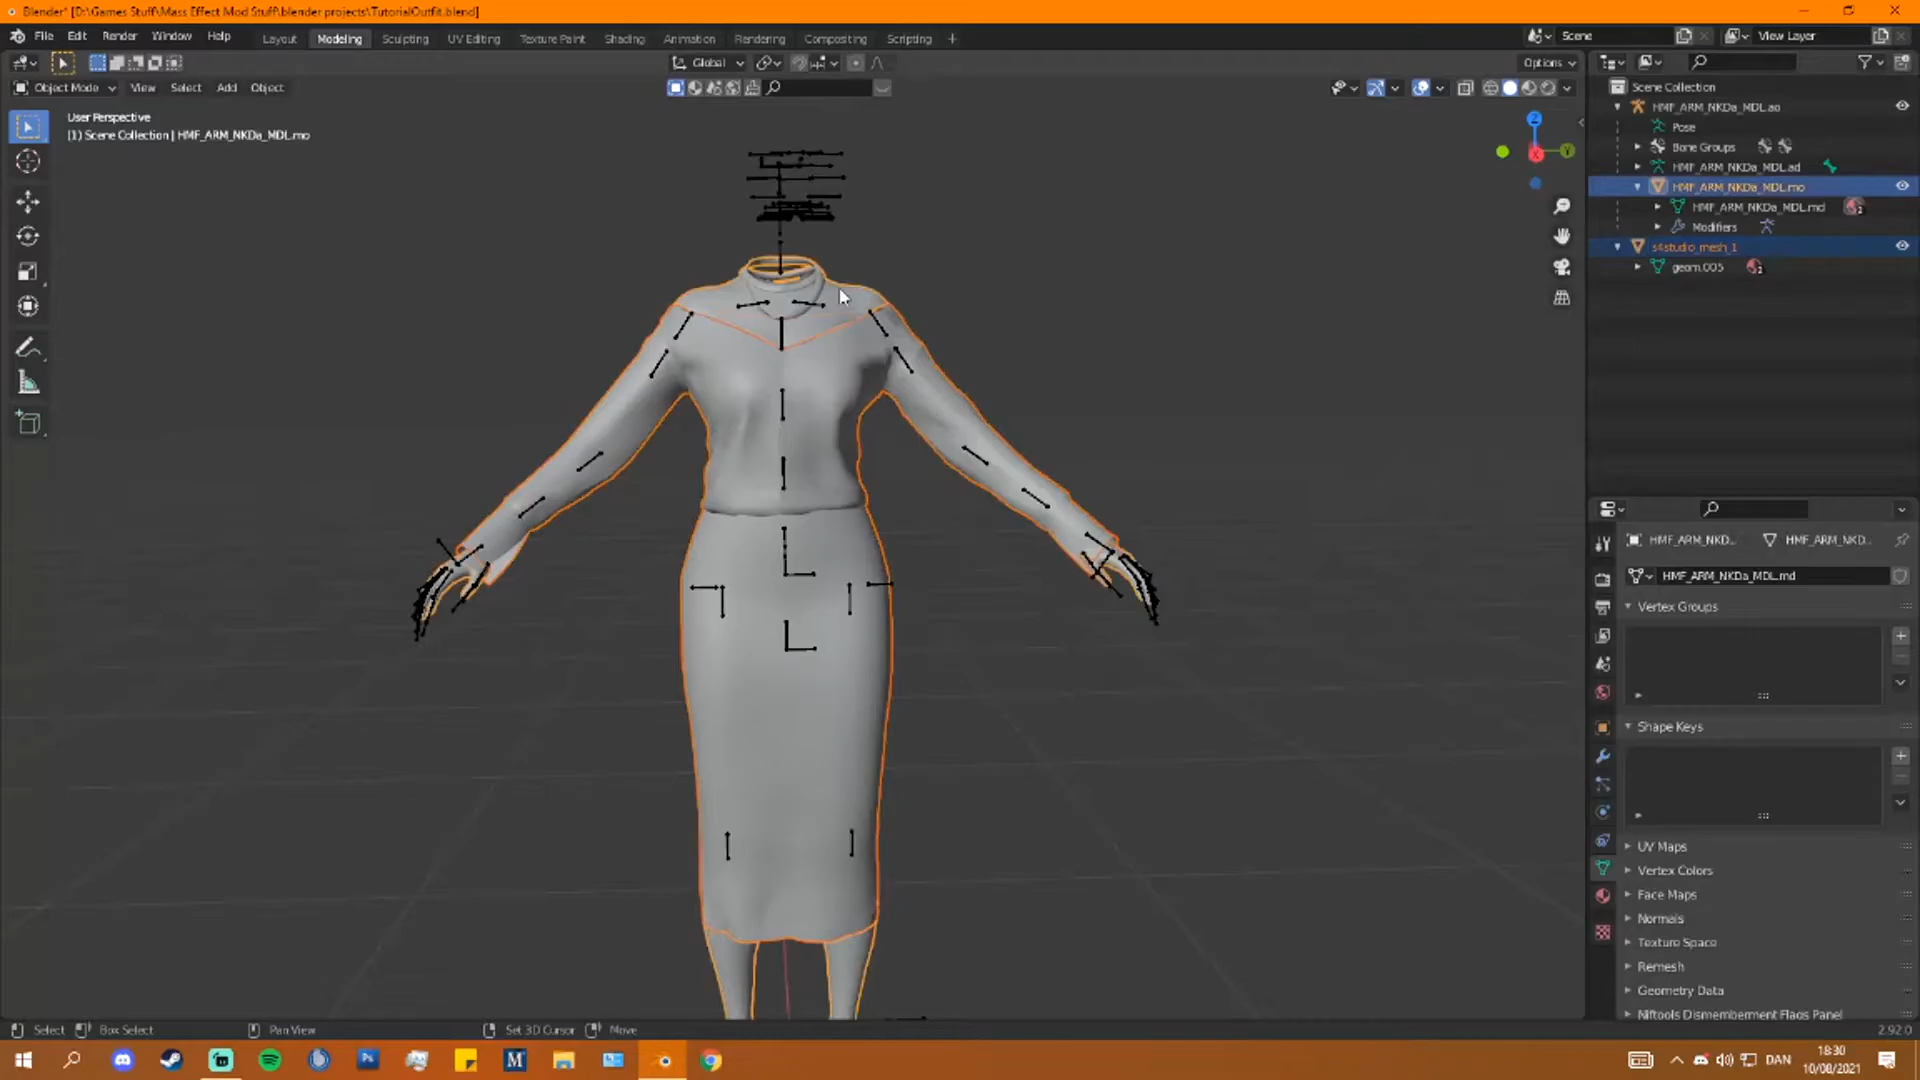 Blender* [D:\Games Stuff\Mass Effect Mod Stuff\blender projects\TutorialOutfit.blend]
File Edit Render Window Help Layout Modeling Sculpting UV Editing Texture Paint Shading Animation Rendering Compositing Scripting + Scene View Layer
Global Options
Object Mode View Select Add Object
Scene Collection
User Perspective
(1) Scene Collection | HMF_ARM_NKDa_MDL.mo
HMF_ARM_NKDa_MDL.ao
Pose
Bone Groups
HMF_ARM_NKDa_MDL.ad
HMF_ARM_NKDa_MDL.mo
HMF_ARM_NKDa_MDL.md
Modifiers
s4studio_mesh_1
geom.005
Z
Y
X
HMF_ARM_NKD... HMF_ARM_NKD...
HMF_ARM_NKDa_MDL.md
Vertex Groups
Shape Keys
UV Maps
Vertex Colors
Face Maps
Normals
Texture Space
Remesh
Geometry Data
Niftools Dismemberment Flags Panel
Select Box Select Pan View Set 3D Cursor Move 2.92.0
DAN
18:30
10/08/2021